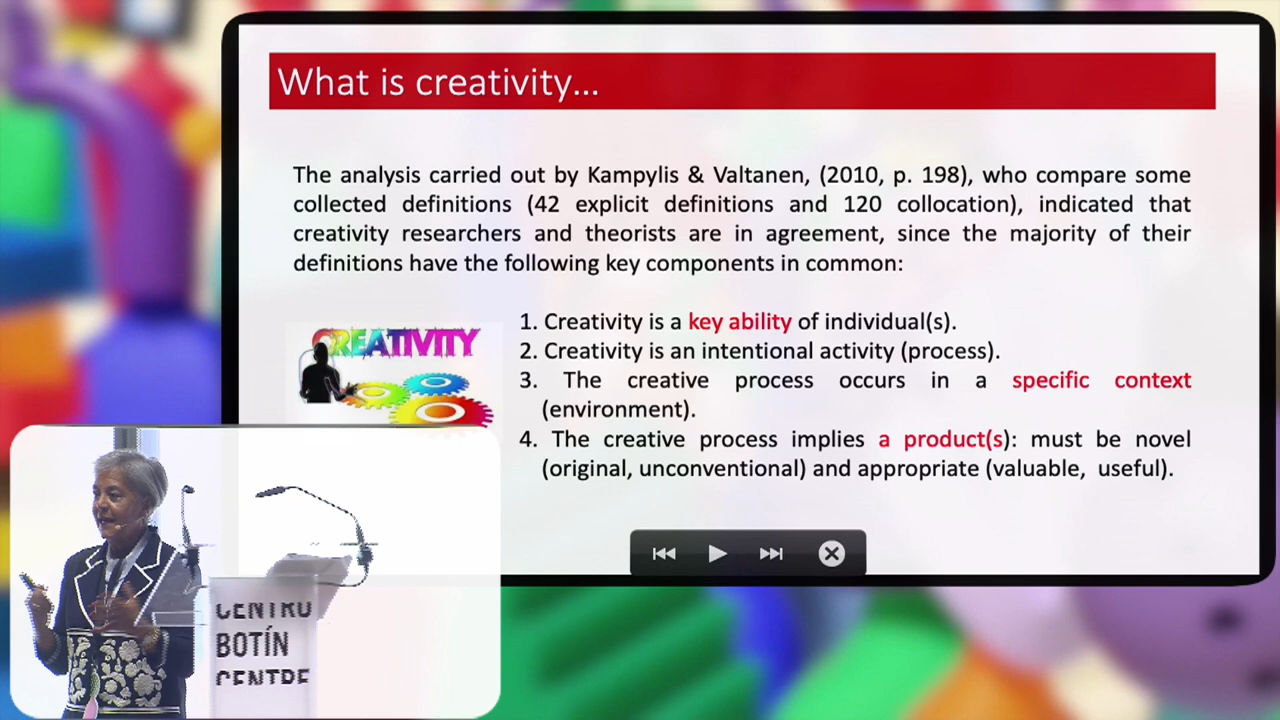 What is creativity...
The analysis carried out by Kampylis & Valtanen, (2010, p. 198), who compare some
collected definitions (42 explicit definitions and 120 collocation), indicated that
creativity researchers and theorists are in agreement, since the majority of their
definitions have the following key components in common:
CREATIVITY
1. Creativity is a key ability of individual(s).
2. Creativity is an intentional activity (process).
3. The creative process occurs in a specific context
(environment).
4. The creative process implies a product(s): must be novel
(original, unconventional) and appropriate (valuable, useful).
CENTRO
BOTÍN
CENTRE